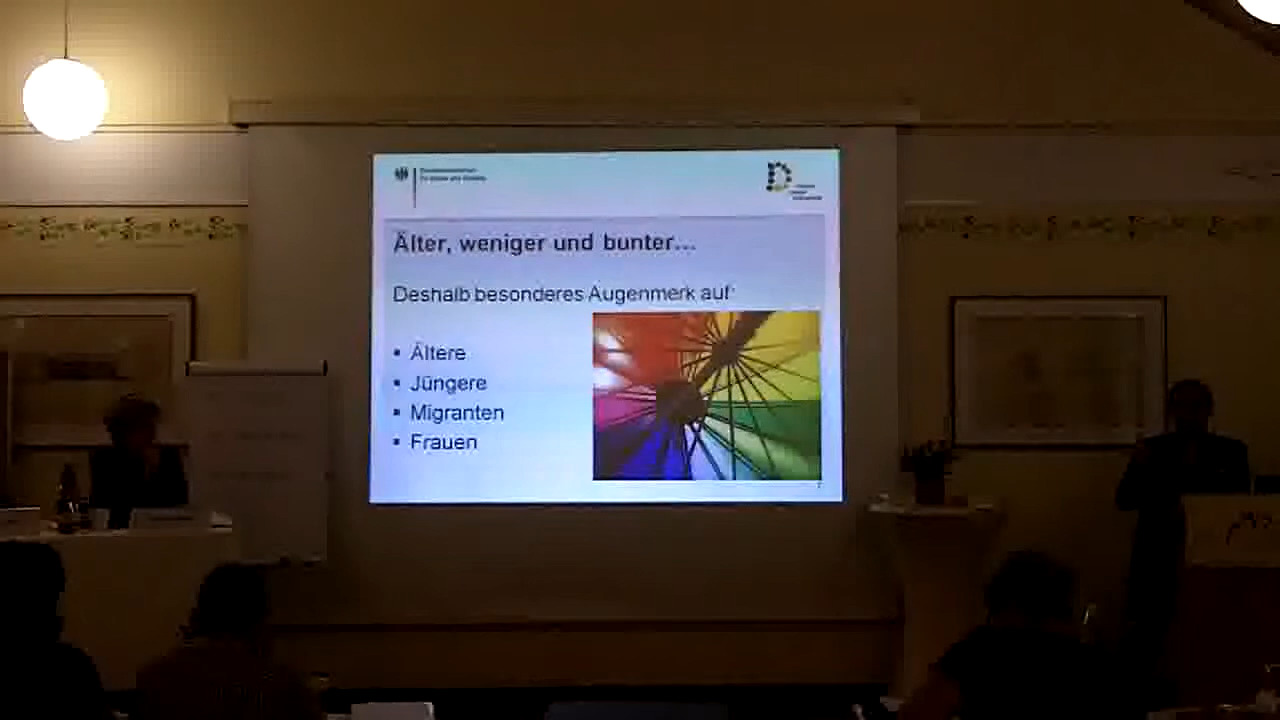 Älter, weniger und bunter...
Deshalb besonderes Augenmerk auf:
▪ Ältere
▪ Jüngere
▪ Migranten
▪ Frauen